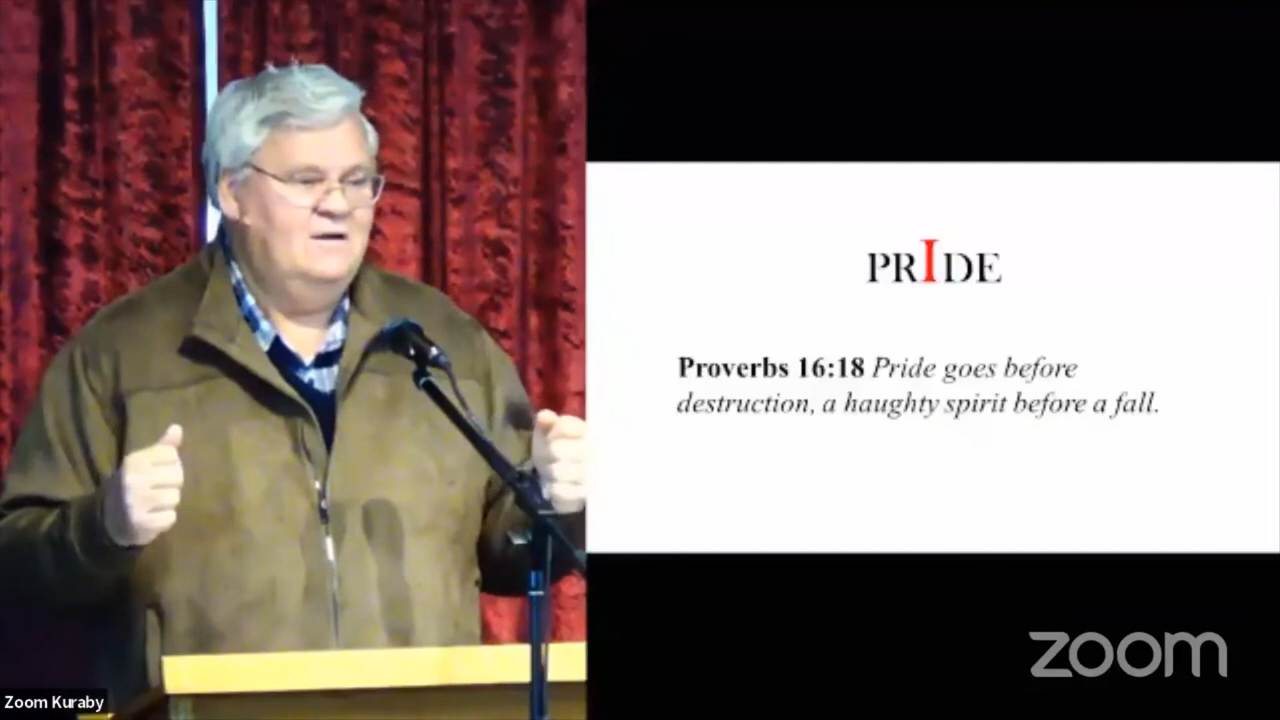 PRIDE
Proverbs 16:18 Pride goes before
destruction, a haughty spirit before a fall.
zoom
Zoom Kuraby